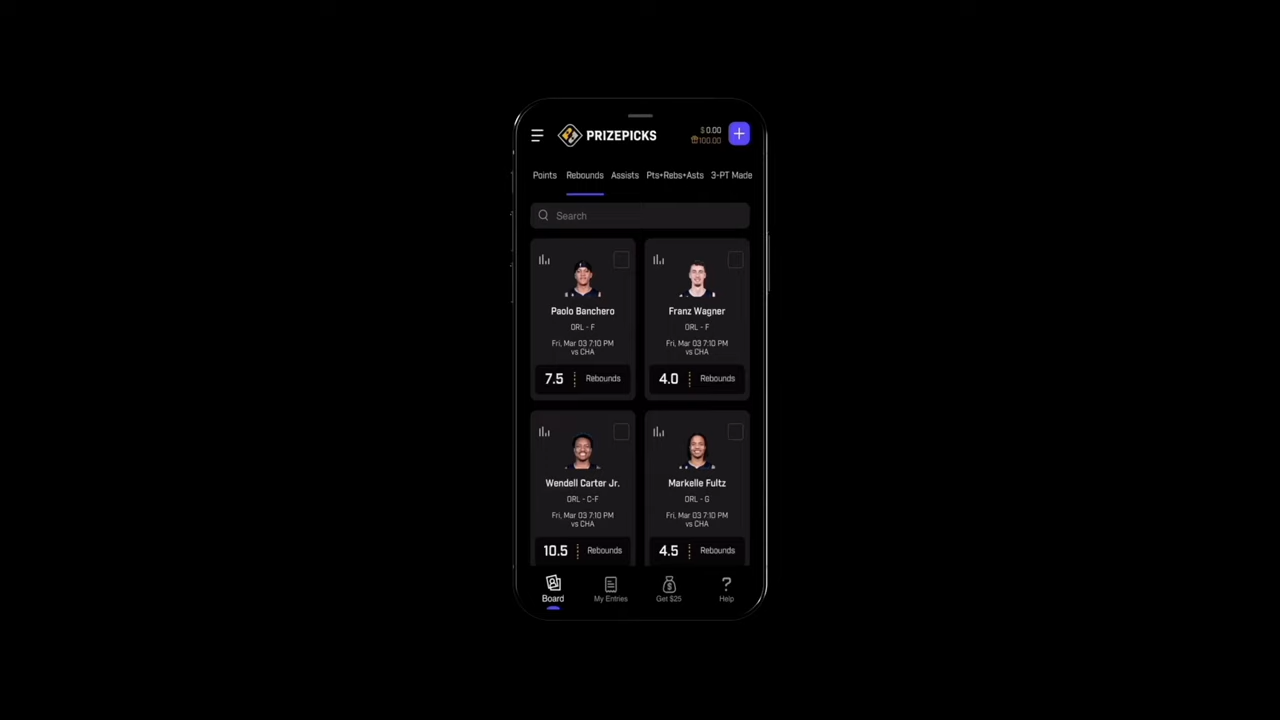 PRIZEPICKS
$ 0.00
100.00
Points Rebounds Assists Pts+Rebs+Asts 3-PT Made
Search
Paolo Banchero
ORL - F
Fri, Mar 03 7:10 PM
vs CHA
7.5 Rebounds
Franz Wagner
ORL - F
Fri, Mar 03 7:10 PM
vs CHA
4.0 Rebounds
Wendell Carter Jr.
ORL - C-F
Fri, Mar 03 7:10 PM
vs CHA
10.5 Rebounds
Markelle Fultz
ORL - G
Fri, Mar 03 7:10 PM
vs CHA
4.5 Rebounds
Board My Entries Get $25 Help